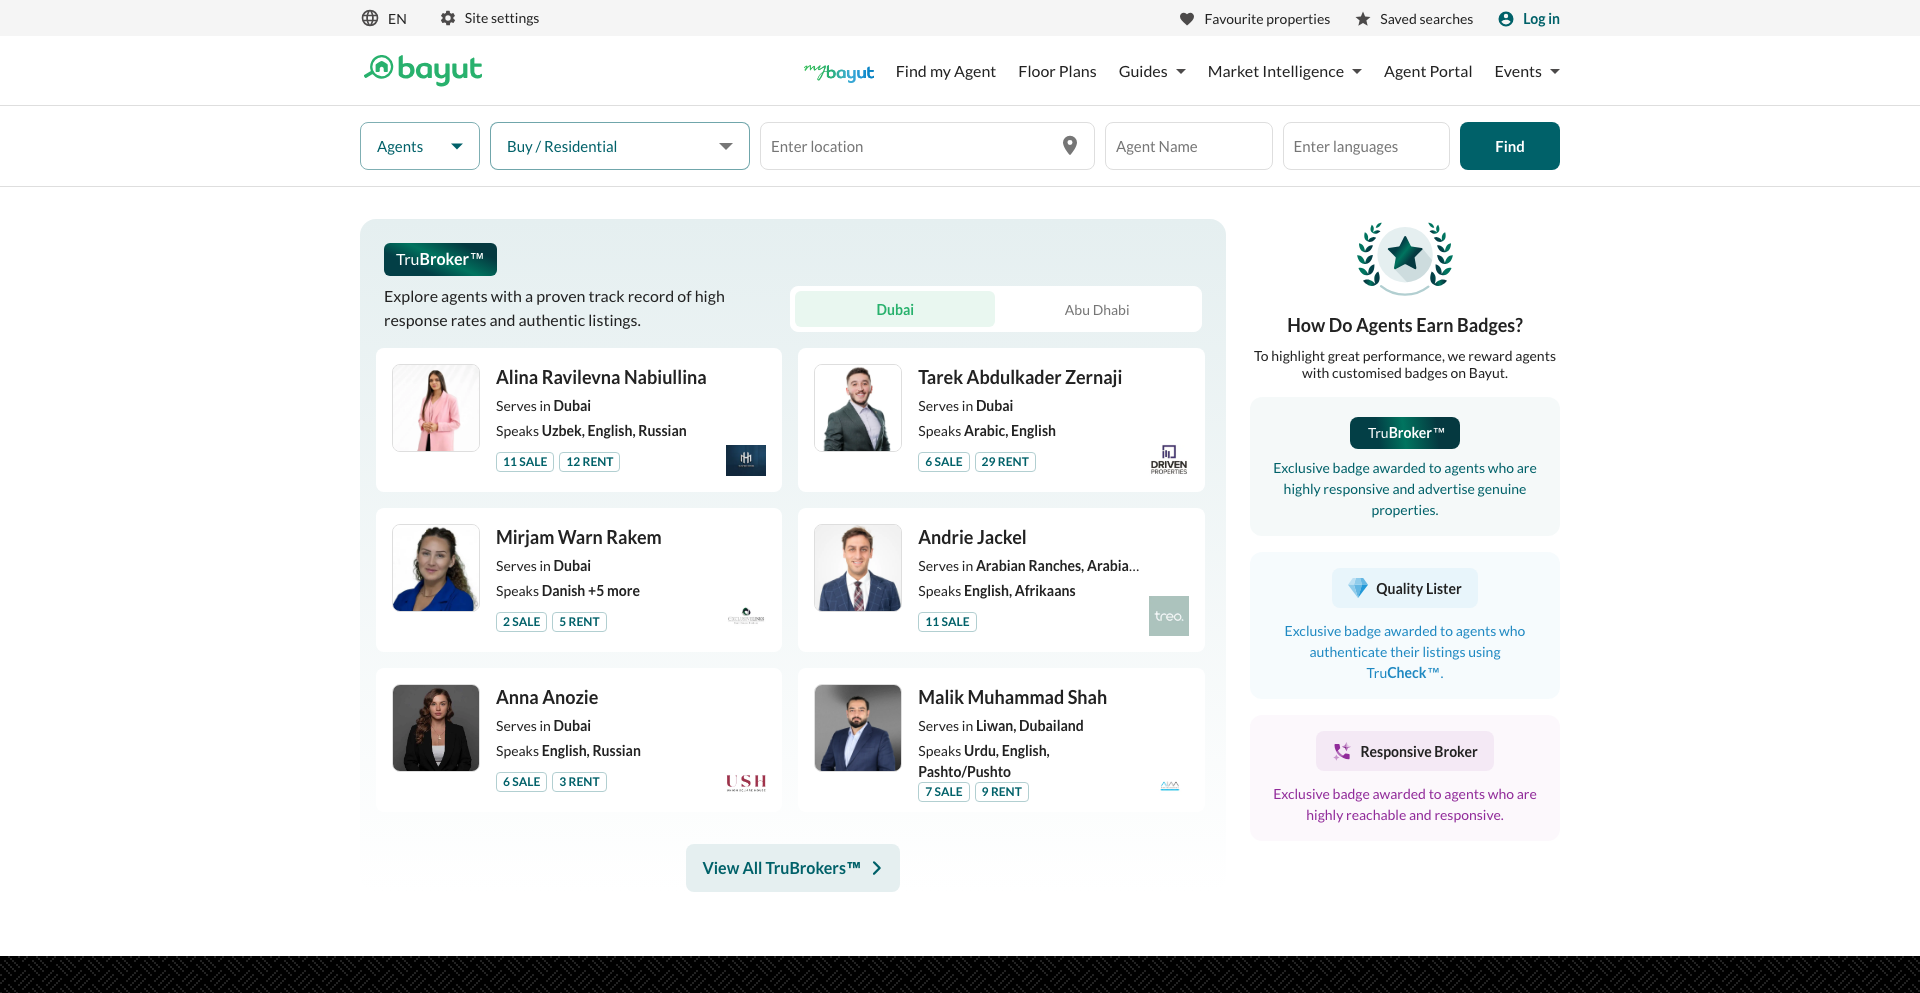 EN
Site settings
Favourite properties
Saved searches
Log in
bayut
mybayut
Find my Agent
Floor Plans
Guides
Market Intelligence
Agent Portal
Events
Agents
Buy / Residential
Enter location
Agent Name
Enter languages
Find
TruBroker™
Explore agents with a proven track record of high
response rates and authentic listings.
Dubai
Abu Dhabi
Alina Ravilevna Nabiullina
Serves in Dubai
Speaks Uzbek, English, Russian
11 SALE
12 RENT
Tarek Abdulkader Zernaji
Serves in Dubai
Speaks Arabic, English
6 SALE
29 RENT
DRIVEN
PROPERTIES
Mirjam Warn Rakem
Serves in Dubai
Speaks Danish +5 more
2 SALE
5 RENT
Andrie Jackel
Serves in Arabian Ranches, Arabia...
Speaks English, Afrikaans
11 SALE
treo.
Anna Anozie
Serves in Dubai
Speaks English, Russian
6 SALE
3 RENT
USH
Malik Muhammad Shah
Serves in Liwan, Dubailand
Speaks Urdu, English,
Pashto/Pushto
7 SALE
9 RENT
View All TruBrokers™
How Do Agents Earn Badges?
To highlight great performance, we reward agents
with customised badges on Bayut.
TruBroker™
Exclusive badge awarded to agents who are
highly responsive and advertise genuine
properties.
Quality Lister
Exclusive badge awarded to agents who
authenticate their listings using
TruCheck™.
Responsive Broker
Exclusive badge awarded to agents who are
highly reachable and responsive.